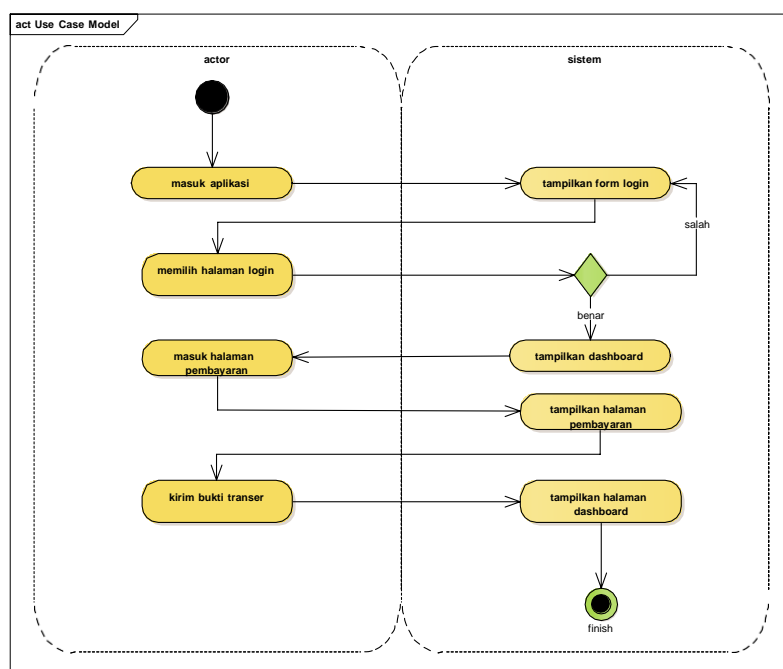 act Use Case Model
actor
sistem
masuk aplikasi
tampilkan form login
salah
memilih halaman login
benar
masuk halaman
pembayaran
tampilkan dashboard
tampilkan halaman
pembayaran
kirim bukti transer
tampilkan halaman
dashboard
finish